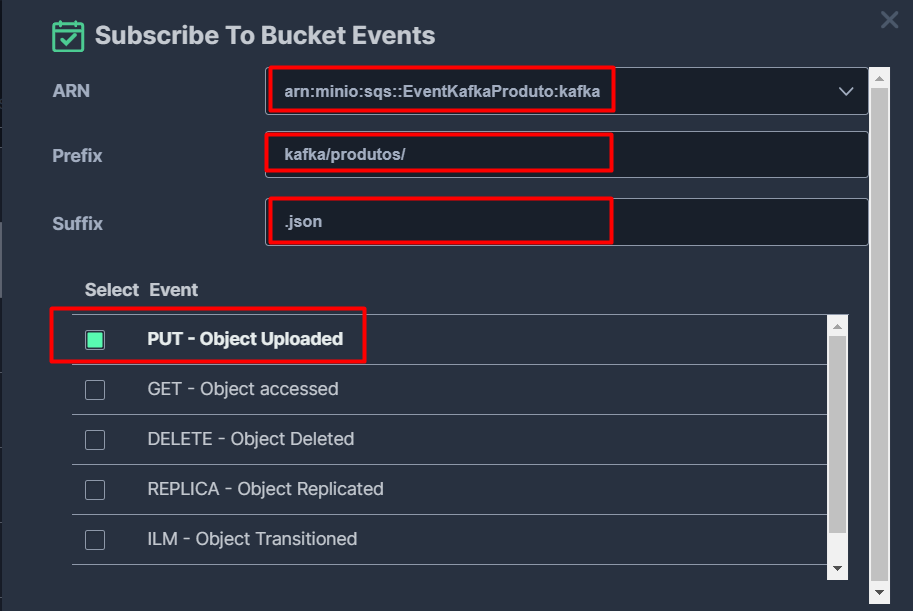 Subscribe To Bucket Events
ARN arn:minio:sqs::EventKafkaProduto:kafka
Prefix kafka/produtos/
Suffix .json
Select Event
PUT - Object Uploaded
GET - Object accessed
DELETE - Object Deleted
REPLICA - Object Replicated
ILM - Object Transitioned